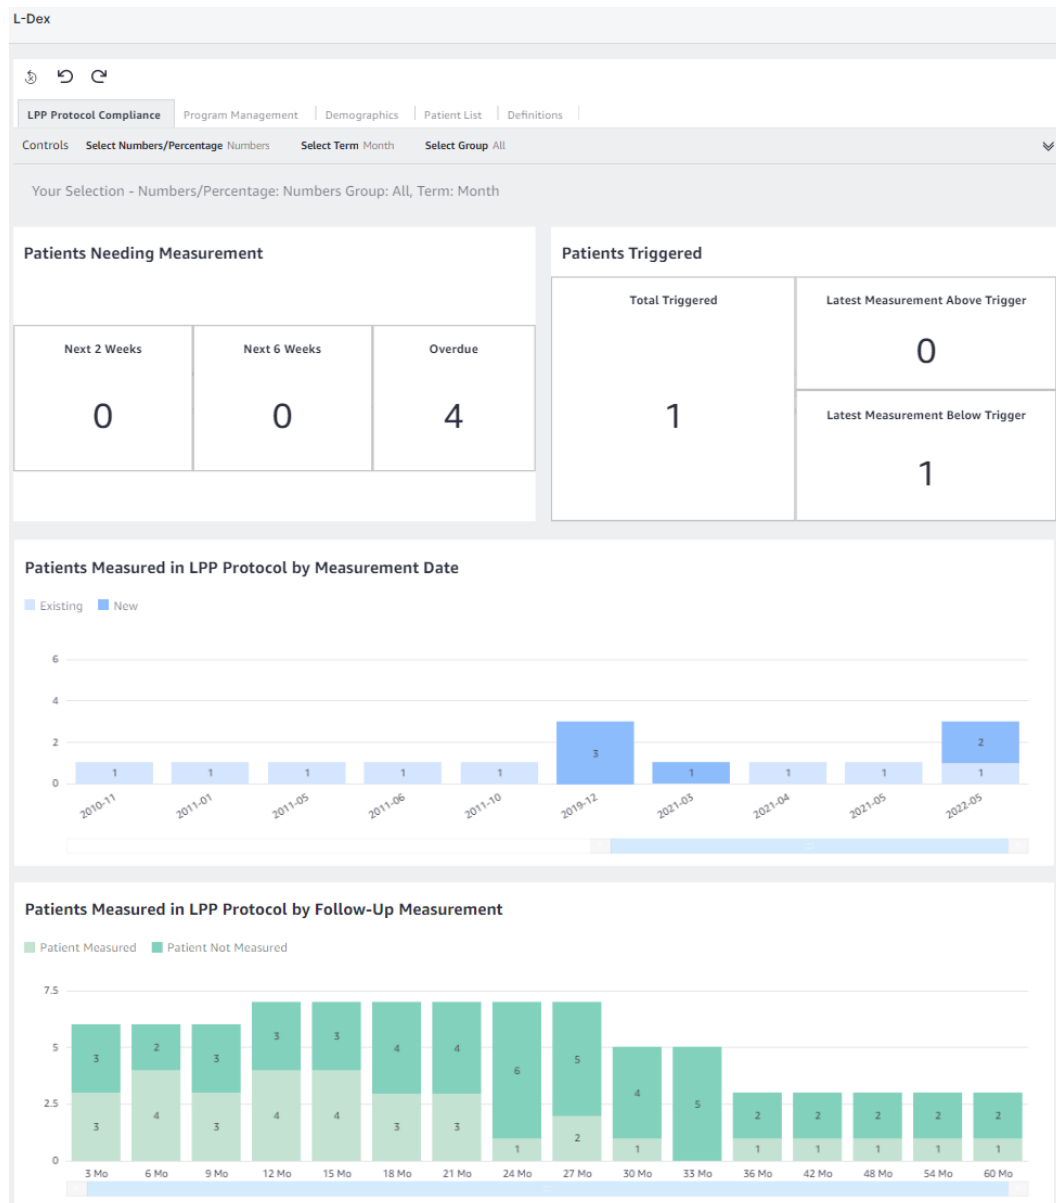 L-Dex
LPP Protocol Compliance Program Management Demographics Patient List Definitions
Controls Select Numbers/Percentage Numbers Select Term Month Select Group All
Your Selection - Numbers/Percentage: Numbers Group: All, Term: Month
Patients Needing Measurement
Next 2 Weeks Next 6 Weeks Overdue
0 0 4
Patients Triggered
Total Triggered
1
Latest Measurement Above Trigger
0
Latest Measurement Below Trigger
1
Patients Measured in LPP Protocol by Measurement Date
Existing New
6
4
2
0
1 1 1 1 1 3 1 1 1 2 1
2010-11 2011-01 2011-05 2011-06 2011-10 2019-12 2021-03 2021-04 2021-05 2022-05
Patients Measured in LPP Protocol by Follow-Up Measurement
Patient Measured Patient Not Measured
7.5
5
2.5
0
3 2 3 3 3 4 4 6 5 4 5 2 2 2 2 2
3 4 3 4 4 3 3 1 2 1 1 1 1 1 1
3 Mo 6 Mo 9 Mo 12 Mo 15 Mo 18 Mo 21 Mo 24 Mo 27 Mo 30 Mo 33 Mo 36 Mo 42 Mo 48 Mo 54 Mo 60 Mo